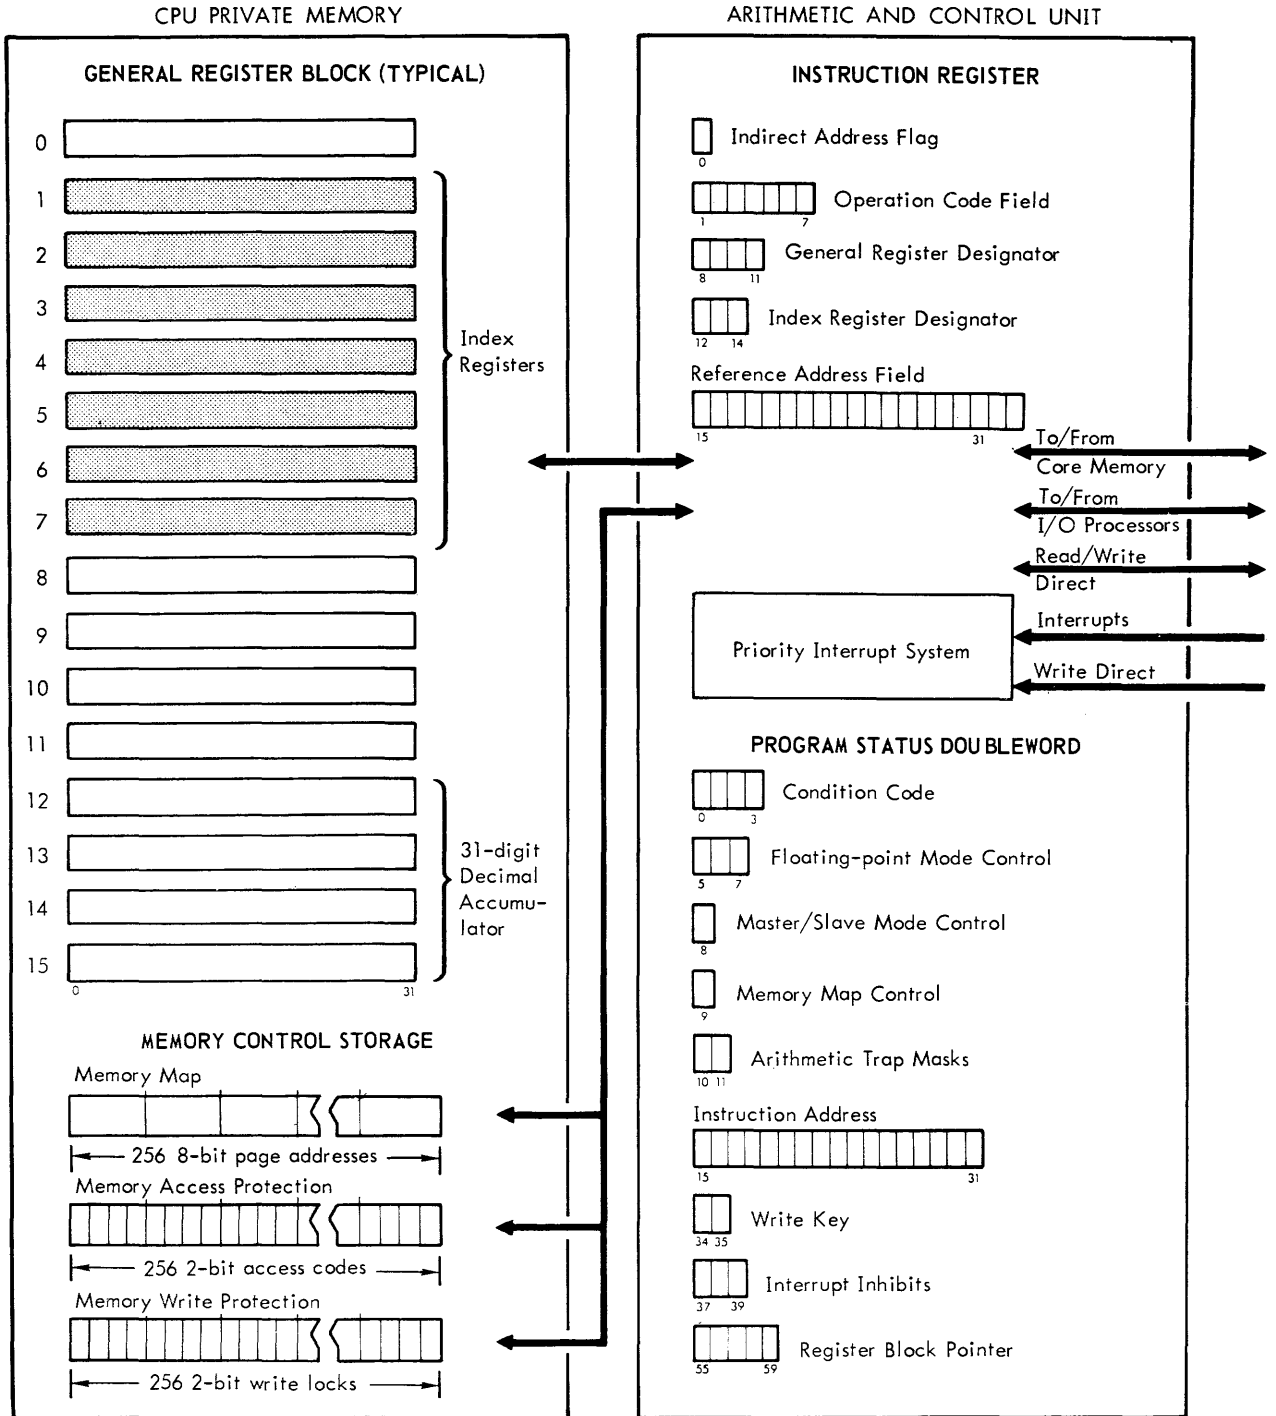 CPU PRIVATE MEMORY
GENERAL REGISTER BLOCK (TYPICAL)
0
1
2
3
4
5
6
7
8
9
10
11
12
13
14
15
0 31
Index
Registers
31-digit
Decimal
Accumu-
lator
MEMORY CONTROL STORAGE
Memory Map
256 8-bit page addresses
Memory Access Protection
256 2-bit access codes
Memory Write Protection
256 2-bit write locks
ARITHMETIC AND CONTROL UNIT
INSTRUCTION REGISTER
Indirect Address Flag
0
Operation Code Field
1 7
General Register Designator
8 11
Index Register Designator
12 14
Reference Address Field
15 31
To/From
Core Memory
To/From
I/O Processors
Read/Write
Direct
Interrupts
Priority Interrupt System
Write Direct
PROGRAM STATUS DOUBLEWORD
Condition Code
0 3
Floating-point Mode Control
5 7
Master/Slave Mode Control
8
Memory Map Control
9
Arithmetic Trap Masks
10 11
Instruction Address
15 31
Write Key
34 35
Interrupt Inhibits
37 39
Register Block Pointer
55 59